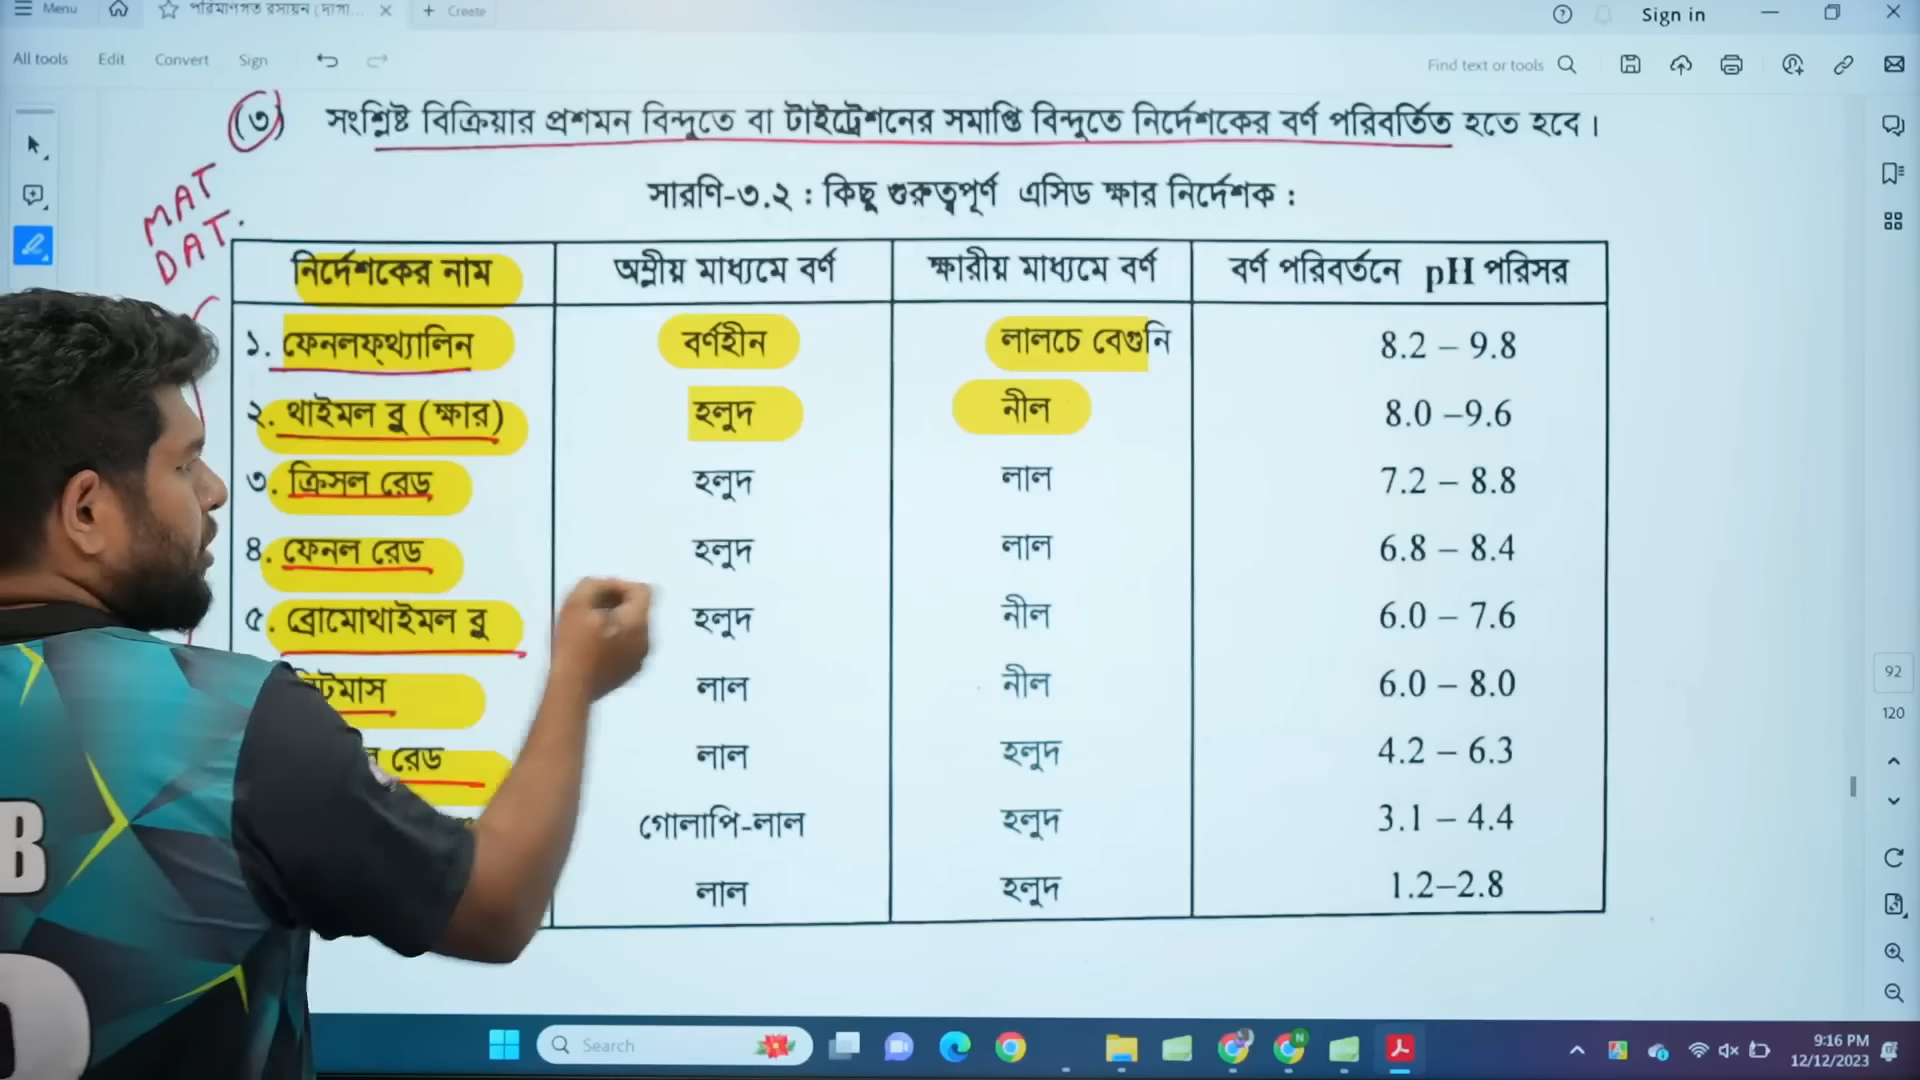 Menu পরিমাণগত রসায়ন (দাগা... Create Sign in
All tools Edit Convert Sign Find text or tools
(৩) সংশ্লিষ্ট বিক্রিয়ার প্রশমন বিন্দুতে বা টাইট্রেশনের সমাপ্তি বিন্দুতে নির্দেশকের বর্ণ পরিবর্তিত হতে হবে।
MAT
DAT.
সারণি-৩.২ : কিছু গুরুত্বপূর্ণ এসিড ক্ষার নির্দেশক :
নির্দেশকের নাম অম্লীয় মাধ্যমে বর্ণ ক্ষারীয় মাধ্যমে বর্ণ বর্ণ পরিবর্তনে pH পরিসর
১. ফেনলফ্থ্যালিন বর্ণহীন লালচে বেগুনি 8.2 – 9.8
২. থাইমল ব্লু (ক্ষার) হলুদ নীল 8.0 –9.6
৩. ক্রিসল রেড হলুদ লাল 7.2 – 8.8
৪. ফেনল রেড হলুদ লাল 6.8 – 8.4
৫. ব্রোমোথাইমল ব্লু হলুদ নীল 6.0 – 7.6
লিটমাস লাল নীল 6.0 – 8.0
রেড লাল হলুদ 4.2 – 6.3
গোলাপি-লাল হলুদ 3.1 – 4.4
লাল হলুদ 1.2–2.8
92
120
B
Search
9:16 PM
12/12/2023